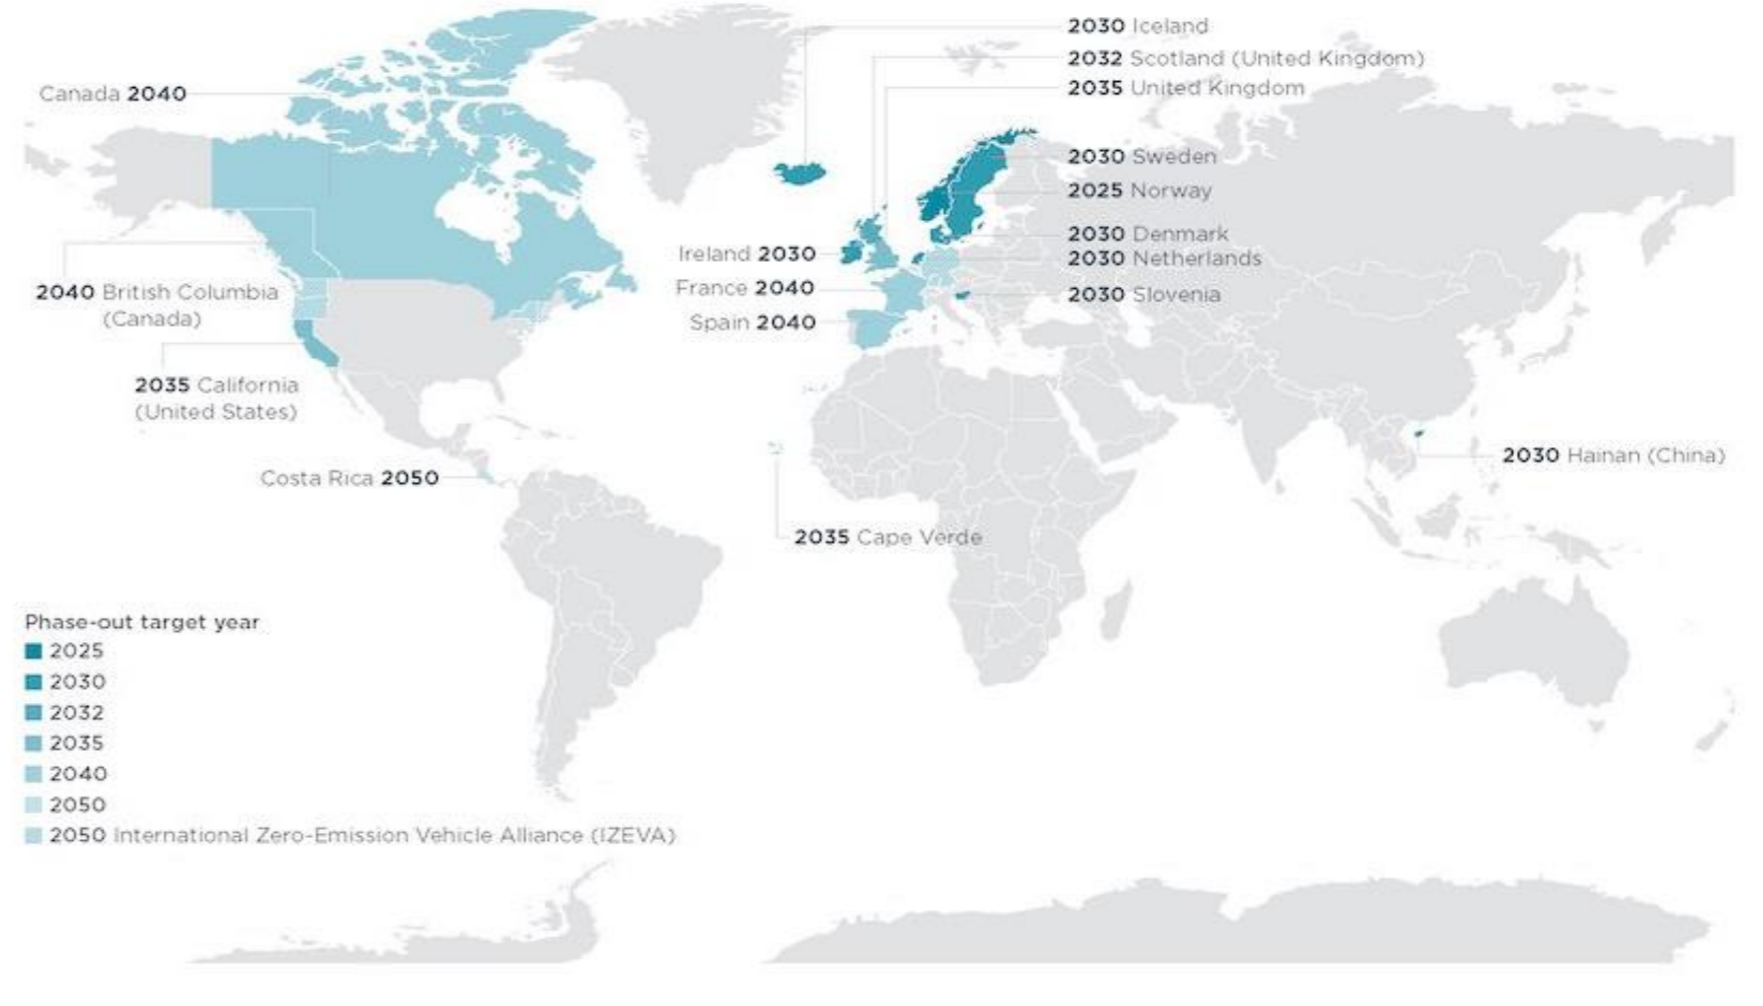 2030 Iceland
2032 Scotland (United Kingdom)
2035 United Kingdom
Canada 2040
2030 Sweden
2025 Norway
2030 Denmark
Ireland 2030
2030 Netherlands
France 2040
2040 British Columbia
(Canada)
2030 Slovenia
Spain 2040
2035 California
(United States)
2030 Hainan (China)
Costa Rica 2050
2035 Cape Verde
Phase-out target year
2025
2030
2032
2035
2040
2050
2050 International Zero-Emission Vehicle Alliance (IZEVA)